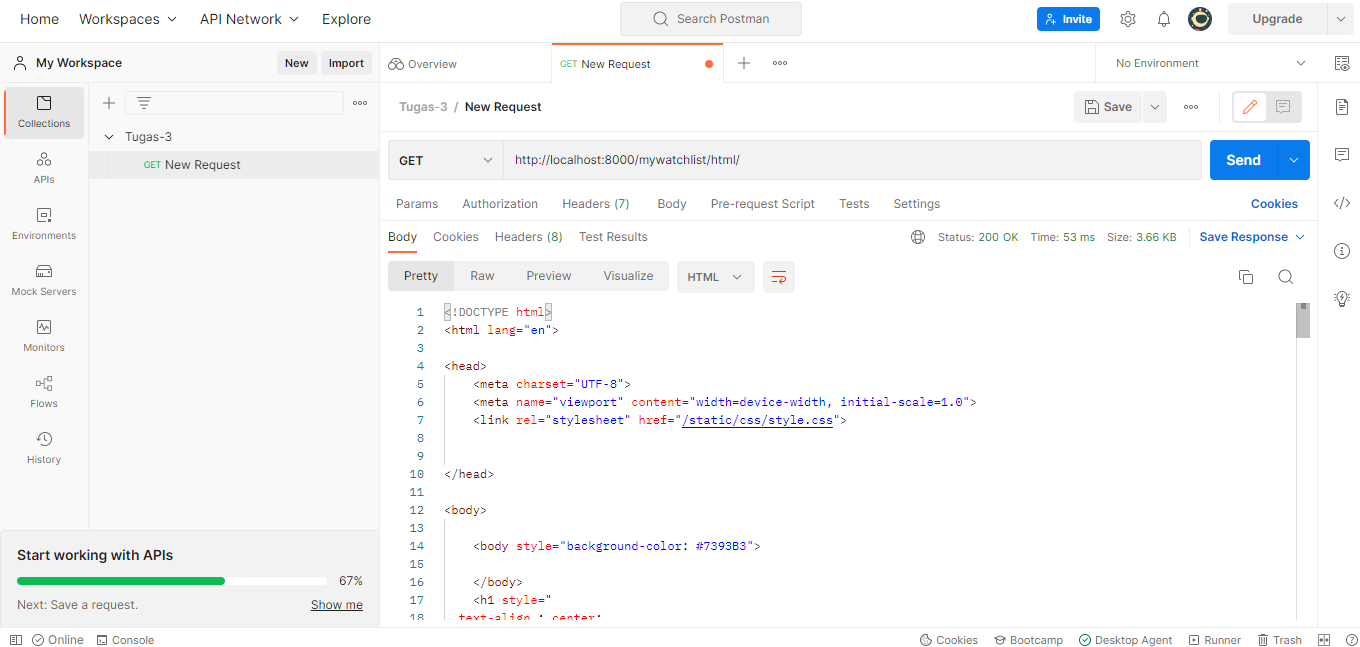 Home Workspaces API Network Explore Search Postman Invite Upgrade
My Workspace New Import Overview GET New Request No Environment
Collections
APIs
Environments
Mock Servers
Monitors
Flows
History
Tugas-3
GET New Request
Start working with APIs
67%
Next: Save a request. Show me
Tugas-3 / New Request Save
GET http://localhost:8000/mywatchlist/html/ Send
Params Authorization Headers (7) Body Pre-request Script Tests Settings Cookies
Body Cookies Headers (8) Test Results Status: 200 OK Time: 53 ms Size: 3.66 KB Save Response
Pretty Raw Preview Visualize HTML
1 <!DOCTYPE html>
2 <html lang="en">
3
4 <head>
5 <meta charset="UTF-8">
6 <meta name="viewport" content="width=device-width, initial-scale=1.0">
7 <link rel="stylesheet" href="/static/css/style.css">
8
9
10 </head>
11
12 <body>
13
14 <body style="background-color: #7393B3">
15
16 </body>
17 <h1 style="
18 text-align : center;
Online Console Cookies Bootcamp Desktop Agent Runner Trash